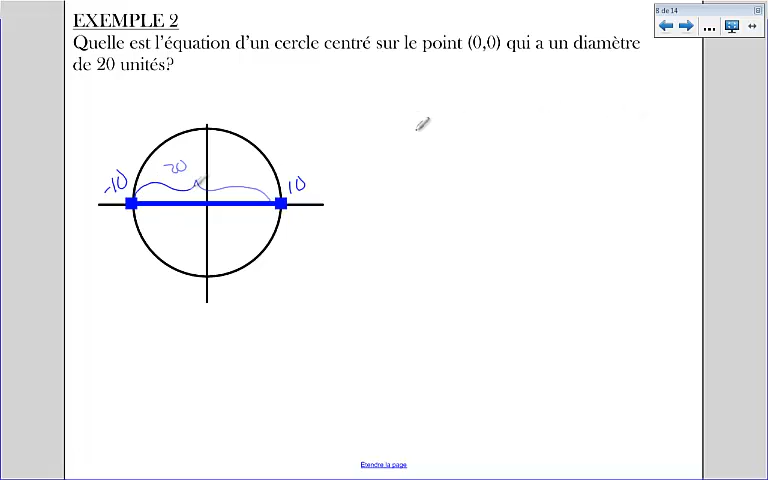 EXEMPLE 2
Quelle est l'équation d'un cercle centré sur le point (0,0) qui a un diamètre
de 20 unités?
8 de 14
20
-10
10
Étendre la page